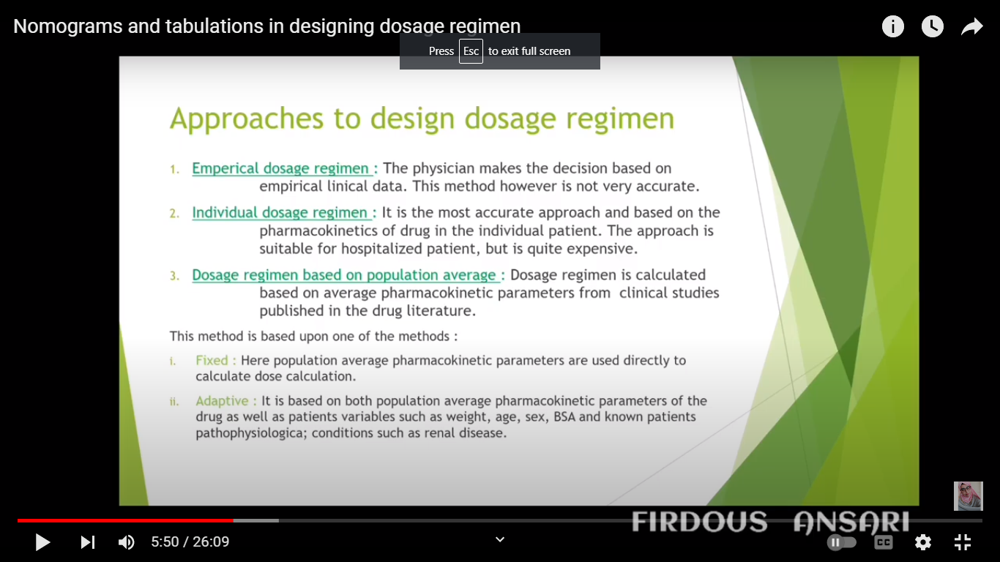 Nomograms and tabulations in designing dosage regimen
Press Esc to exit full screen
Approaches to design dosage regimen
1. Emperical dosage regimen : The physician makes the decision based on
empirical linical data. This method however is not very accurate.
2. Individual dosage regimen : It is the most accurate approach and based on the
pharmacokinetics of drug in the individual patient. The approach is
suitable for hospitalized patient, but is quite expensive.
3. Dosage regimen based on population average : Dosage regimen is calculated
based on average pharmacokinetic parameters from clinical studies
published in the drug literature.
This method is based upon one of the methods :
i. Fixed : Here population average pharmacokinetic parameters are used directly to
calculate dose calculation.
ii. Adaptive : It is based on both population average pharmacokinetic parameters of the
drug as well as patients variables such as weight, age, sex, BSA and known patients
pathophysiologica; conditions such as renal disease.
FIRDOUS ANSARI
5:50 / 26:09
CC